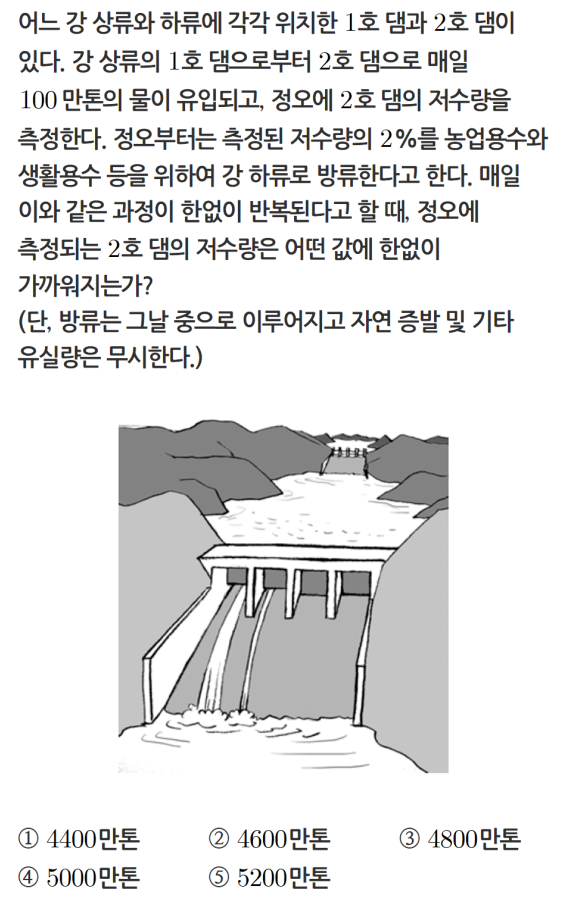 어느 강 상류와 하류에 각각 위치한 1호 댐과 2호 댐이
있다. 강 상류의 1호 댐으로부터 2호 댐으로 매일
100만톤의 물이 유입되고, 정오에 2호 댐의 저수량을
측정한다. 정오부터는 측정된 저수량의 2%를 농업용수와
생활용수 등을 위하여 강 하류로 방류한다고 한다. 매일
이와 같은 과정이 한없이 반복된다고 할 때, 정오에
측정되는 2호 댐의 저수량은 어떤 값에 한없이
가까워지는가?
(단, 방류는 그날 중으로 이루어지고 자연 증발 및 기타
유실량은 무시한다.)
① 4400만톤 ② 4600만톤 ③ 4800만톤
④ 5000만톤 ⑤ 5200만톤